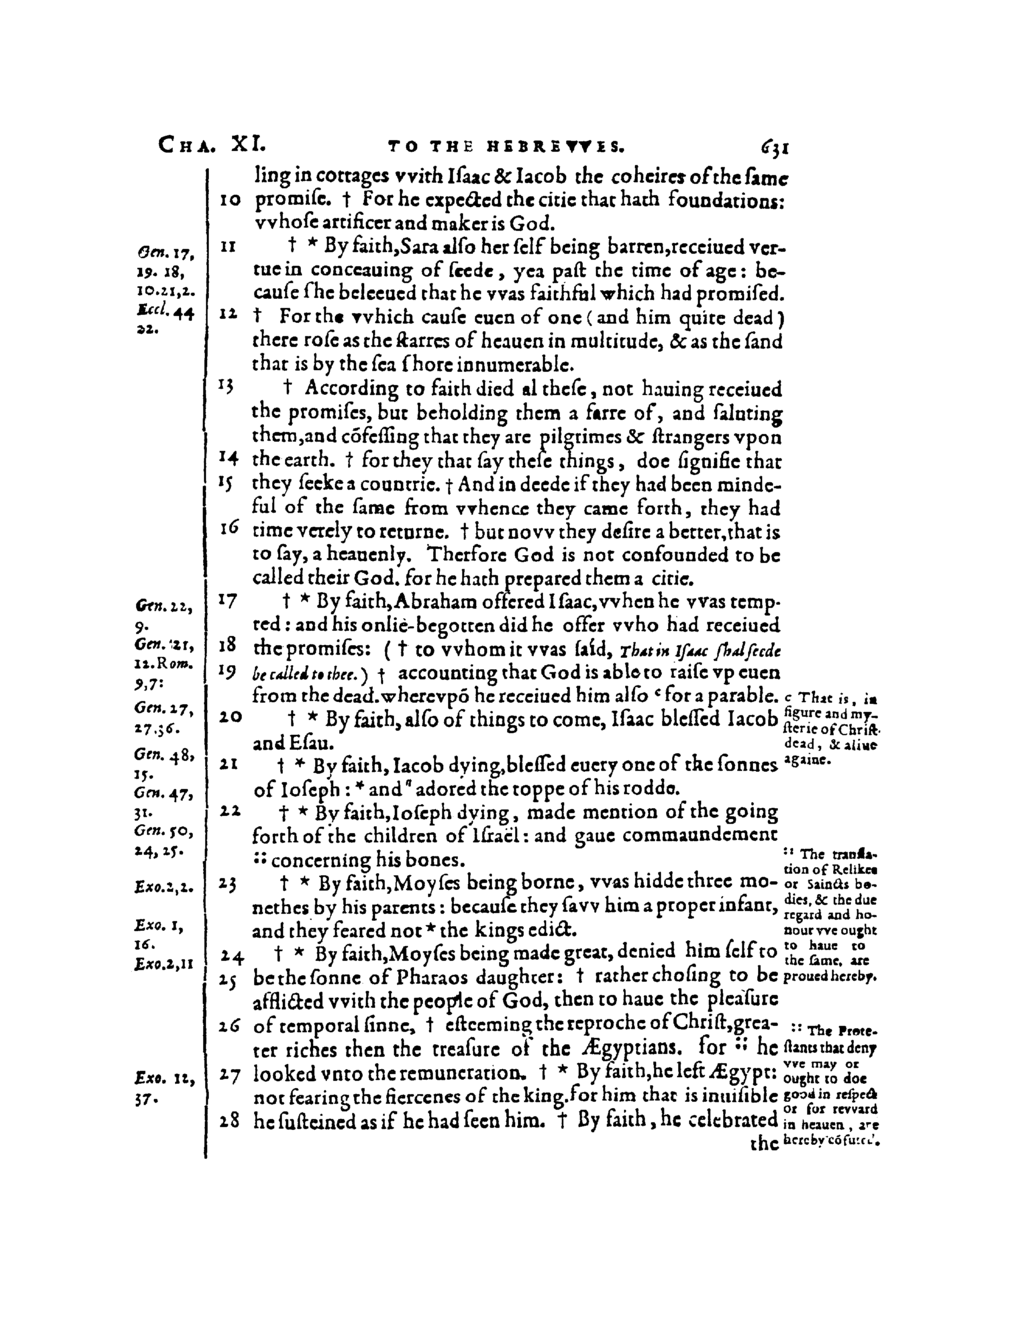 CHA. XI. TO THE HEBREVVES. 631
ling in cottages vvith Iſaac & Iacob the coheires of the ſame
10 promiſe. † For he expected the citie that hath foundations:
vvhoſe artificer and maker is God.
11 † * By faith, Sara alſo her ſelf being barren, receiued ver-
tue in conceauing of ſeede, yea paſt the time of age: be-
cauſe ſhe beleeued that he vvas faithful which had promiſed.
12 † For the vvhich cauſe euen of one (and him quite dead)
there roſe as the ſtarres of heauen in multitude, & as the ſand
that is by the ſea ſhore innumerable.
13 † According to faith died al theſe, not hauing receiued
the promiſes, but beholding them a farre of, and ſaluting
them, and cõfeſſing that they are pilgrimes & ſtrangers vpon
14 the earth. † for they that ſay theſe things, doe ſignifie that
15 they ſeeke a countrie. † And in deede if they had been minde-
ful of the ſame from vvhence they came forth, they had
16 time verely to returne. † but novv they deſire a better, that is
to ſay, a heauenly. Therfore God is not confounded to be
called their God. for he hath prepared them a citie.
17 † * By faith, Abraham offered Iſaac, vvhen he vvas temp-
ted: and his onlie-begotten did he offer vvho had receiued
18 the promiſes: († to vvhom it vvas ſaid, That in Iſaac ſhal ſeede
19 be called to thee.) † accounting that God is able to raiſe vp euen
from the dead. wherevpõ he receiued him alſo ᶜ for a parable.
20 † * By faith, alſo of things to come, Iſaac bleſſed Iacob
and Eſau.
21 † * By faith, Iacob dying, bleſſed euery one of the ſonnes
of Ioſeph: * and " adored the toppe of his rodde.
22 † * By faith, Ioſeph dying, made mention of the going
forth of the children of Iſraël: and gaue commaundement
:: concerning his bones.
23 † * By faith, Moyſes being borne, vvas hidde three mo-
nethes by his parents: becauſe they ſavv him a proper infant,
and they feared not * the kings edict.
24 † * By faith, Moyſes being made great, denied him ſelf to
25 be the ſonne of Pharaos daughter: † rather choſing to be
afflicted vvith the people of God, then to haue the pleaſure
26 of temporal ſinne, † eſteeming the reproche of Chriſt, grea-
ter riches then the treaſure of the Ægyptians. for :: he
27 looked vnto the remuneration. † * By faith, he left Ægypt:
not fearing the fiercenes of the king. for him that is inuiſible
28 he ſuſteined as if he had ſeen him. † By faith, he celebrated
the
Gen. 17,
19. 18,
10. 21, 2.
Eccl. 44
22.
Gen. 22,
9.
Gen. 21,
12. Rom.
9, 7:
Gen. 27,
27. 36.
Gen. 48,
15.
Gen. 47,
31.
Gen. 50,
24, 25.
Exo. 2, 2.
Exo. 1,
16.
Exo. 2, 11
Exo. 12,
37.
c That is, in
figure and my-
ſterie of Chriſt
dead, & aliue
againe.
:: The tranſla-
tion of Relikes
or Saincts bo-
dies, & the due
regard and ho-
nour vve ought
to haue to
the ſame, are
proued hereby.
:: The Prote-
ſtants that deny
vve may or
ought to doe
good in reſpect
or for revvard
in heauen, are
hereby cõfuted.